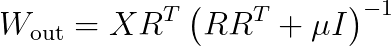 W_out = XR^T (RR^T + μI)^−1